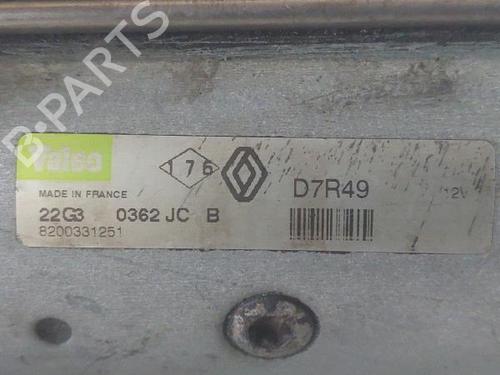 B-PARTS
Valeo
176
D7R49
12V
MADE IN FRANCE
22G3 0362 JC B
8200331251